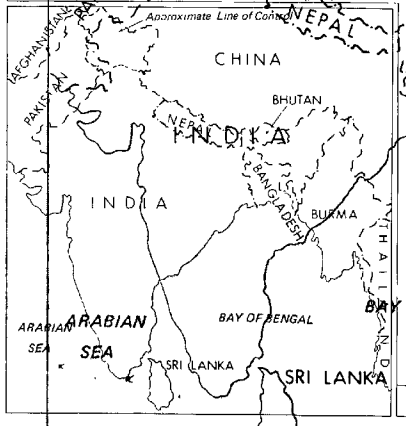 Approximate Line of Control
NEPAL
AFGHANISTAN
PAKISTAN
CHINA
BHUTAN
NEPAL
INDIA
BANGLADESH
INDIA
BURMA
THAILAND
BAY
BAY OF BENGAL
ARABIAN
SEA
ARABIAN
SEA
SRI LANKA
SRI LANKA